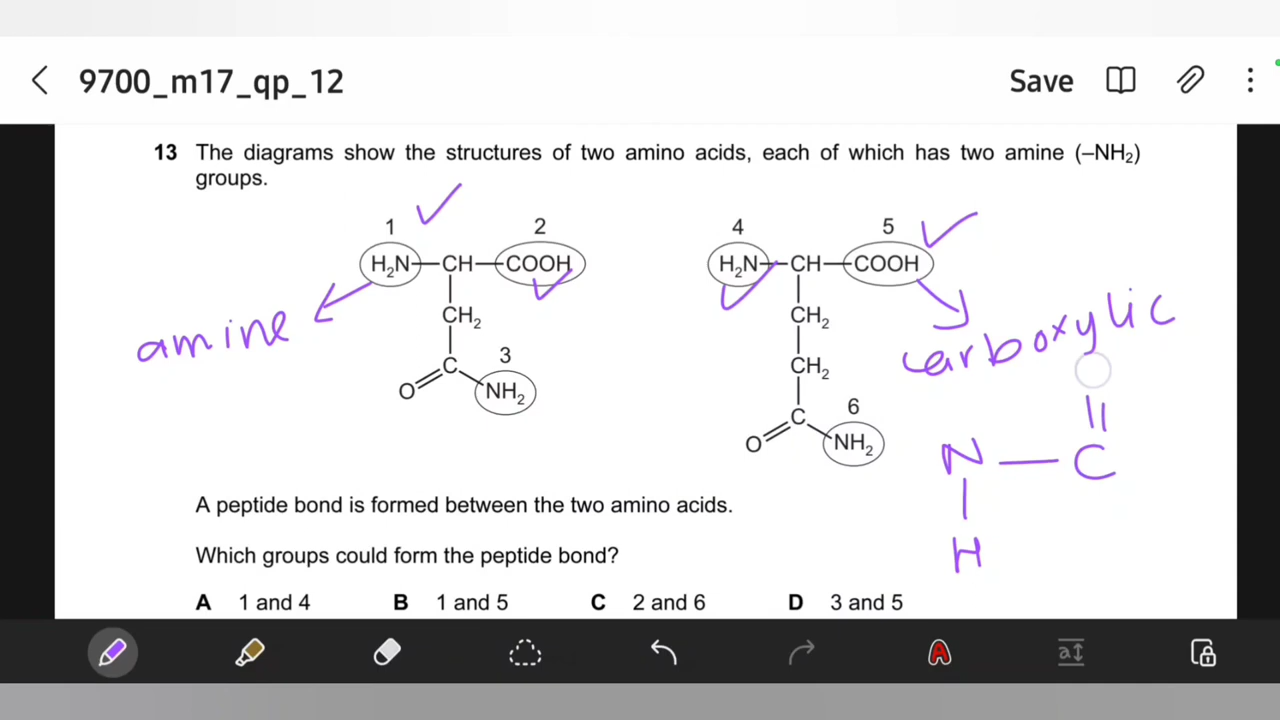 9700_m17_qp_12
Save
13 The diagrams show the structures of two amino acids, each of which has two amine (–NH₂)
groups.
1 2 4 5
H₂N—CH—COOH H₂N—CH—COOH
amine CH₂ CH₂ carboxylic
3 CH₂
O C NH₂ 6
O C NH₂
N — C
H
A peptide bond is formed between the two amino acids.
Which groups could form the peptide bond?
A 1 and 4 B 1 and 5 C 2 and 6 D 3 and 5
A a